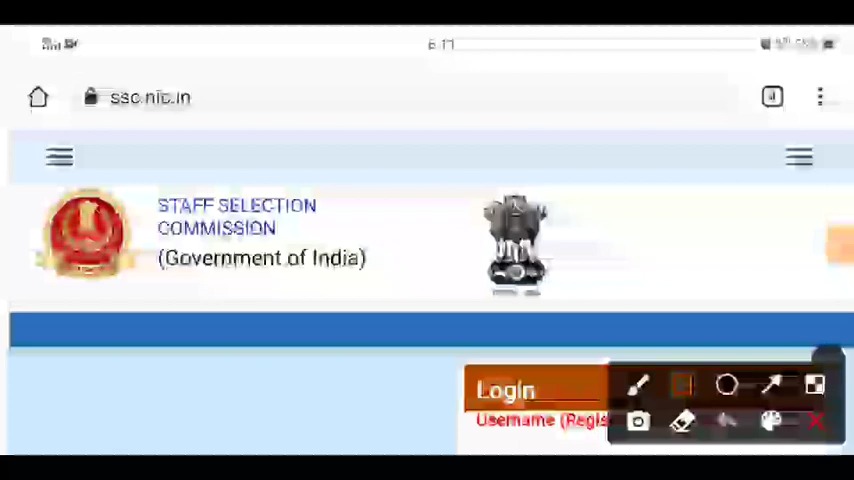 ssc.nic.in
STAFF SELECTION
COMMISSION
(Government of India)
Login
Username (Regis